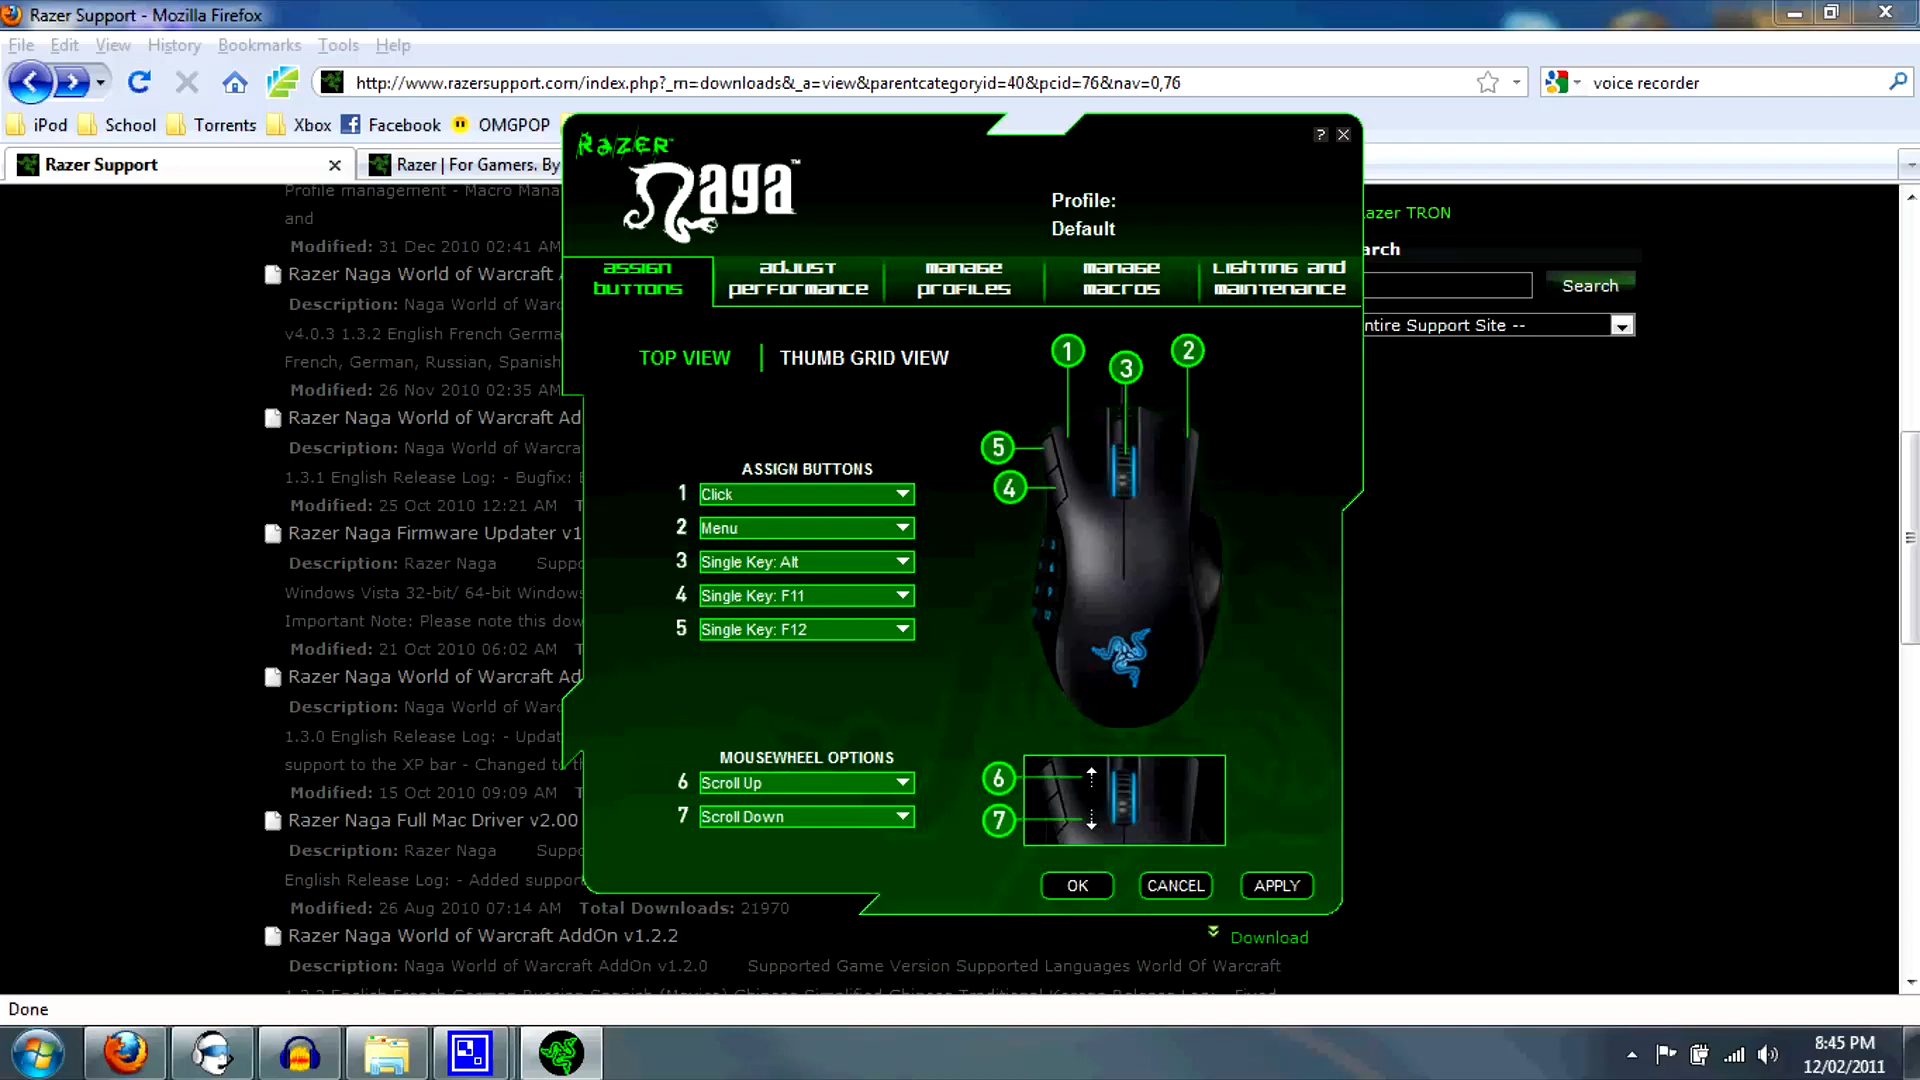 Razer Support - Mozilla Firefox
File Edit View History Bookmarks Tools Help
http://www.razersupport.com/index.php?_m=downloads&_a=view&parentcategoryid=40&pcid=76&nav=0,76
voice recorder
iPod School Torrents Xbox Facebook OMGPOP
Razer Support
Razer | For Gamers. By
Profile management - Macro Mana
and
Modified: 31 Dec 2010 02:41 AM
Razer Naga World of Warcraft
Description: Naga World of Warc
v4.0.3 1.3.2 English French Germa
French, German, Russian, Spanish
Modified: 26 Nov 2010 02:35 AM
Razer Naga World of Warcraft Ad
Description: Naga World of Warcra
1.3.1 English Release Log: - Bugfix:
Modified: 25 Oct 2010 12:21 AM
Razer Naga Firmware Updater v1
Description: Razer Naga Suppo
Windows Vista 32-bit/ 64-bit Windows
Important Note: Please note this dow
Modified: 21 Oct 2010 06:02 AM
Razer Naga World of Warcraft Ad
Description: Naga World of Warc
1.3.0 English Release Log: - Updat
support to the XP bar - Changed to th
Modified: 15 Oct 2010 09:09 AM
Razer Naga Full Mac Driver v2.00
Description: Razer Naga Suppo
English Release Log: - Added suppor
Modified: 26 Aug 2010 07:14 AM Total Downloads: 21970
Razer Naga World of Warcraft AddOn v1.2.2
Download
Description: Naga World of Warcraft AddOn v1.2.0 Supported Game Version Supported Languages World Of Warcraft
azer TRON
arch
Search
ntire Support Site --
RAZER™
Naga™
? X
Profile:
Default
assign buttons
adjust performance
manage profiles
manage macros
Lighting and maintenance
TOP VIEW | THUMB GRID VIEW
ASSIGN BUTTONS
1 Click
2 Menu
3 Single Key: Alt
4 Single Key: F11
5 Single Key: F12
MOUSEWHEEL OPTIONS
6 Scroll Up
7 Scroll Down
1
2
3
5
4
6
7
OK CANCEL APPLY
Done
8:45 PM
12/02/2011